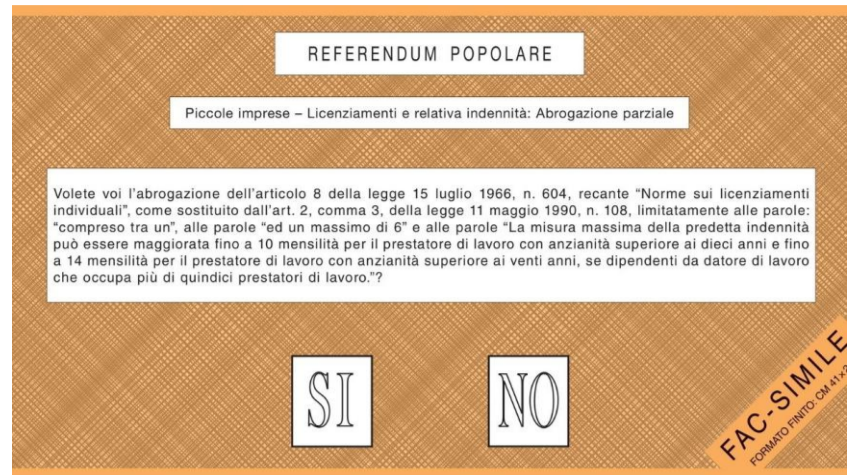 REFERENDUM POPOLARE
Piccole imprese – Licenziamenti e relativa indennità: Abrogazione parziale
Volete voi l'abrogazione dell'articolo 8 della legge 15 luglio 1966, n. 604, recante “Norme sui licenziamenti
individuali”, come sostituito dall'art. 2, comma 3, della legge 11 maggio 1990, n. 108, limitatamente alle parole:
“compreso tra un”, alle parole “ed un massimo di 6” e alle parole “La misura massima della predetta indennità
può essere maggiorata fino a 10 mensilità per il prestatore di lavoro con anzianità superiore ai dieci anni e fino
a 14 mensilità per il prestatore di lavoro con anzianità superiore ai venti anni, se dipendenti da datore di lavoro
che occupa più di quindici prestatori di lavoro.”?
SI NO
FAC-SIMILE
FORMATO FINITO: CM